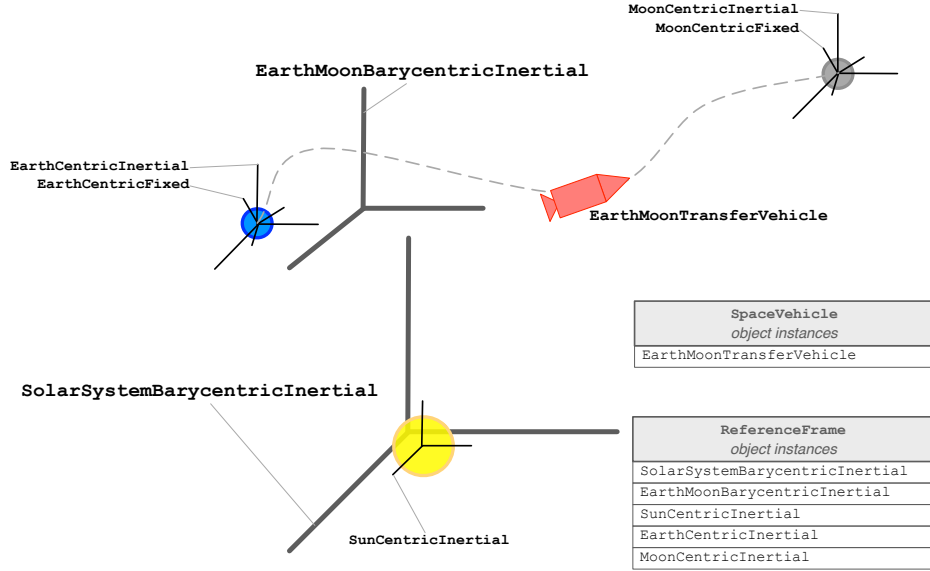 MoonCentricInertial
MoonCentricFixed
EarthMoonBarycentricInertial
EarthCentricInertial
EarthCentricFixed
EarthMoonTransferVehicle
SpaceVehicle
object instances
EarthMoonTransferVehicle
SolarSystemBarycentricInertial
ReferenceFrame
object instances
SolarSystemBarycentricInertial
EarthMoonBarycentricInertial
SunCentricInertial
EarthCentricInertial
MoonCentricInertial
SunCentricInertial